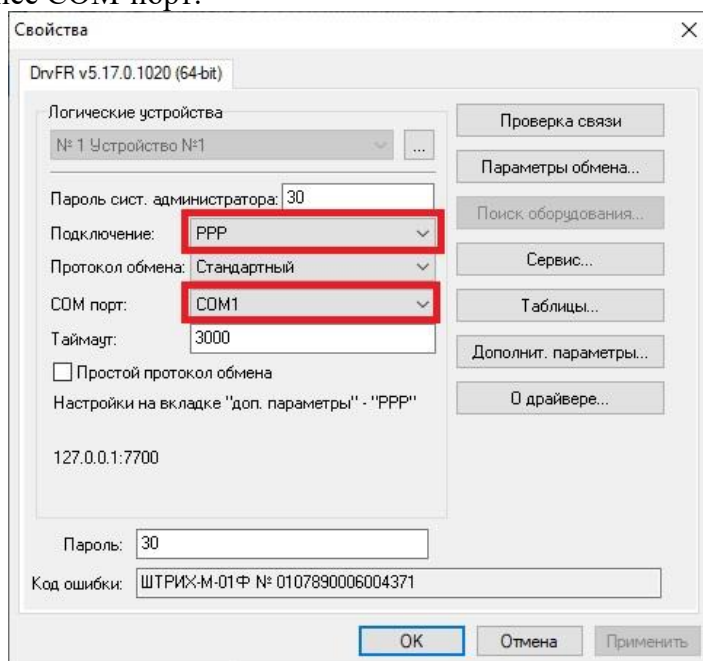 COM порт.
Свойства
DrvFR v5.17.0.1020 (64-bit)
Логические устройства
№ 1 Устройство №1
...
Проверка связи
Параметры обмена...
Пароль сист. администратора: 30
Поиск оборудования...
Подключение: PPP
Протокол обмена: Стандартный
Сервис...
COM порт: COM1
Таблицы...
Таймаут: 3000
Дополнит. параметры...
Простой протокол обмена
Настройки на вкладке "доп. параметры" - "PPP"
О драйвере...
127.0.0.1:7700
Пароль: 30
Код ошибки: ШТРИХ-М-01Ф № 0107890006004371
OK Отмена Применить